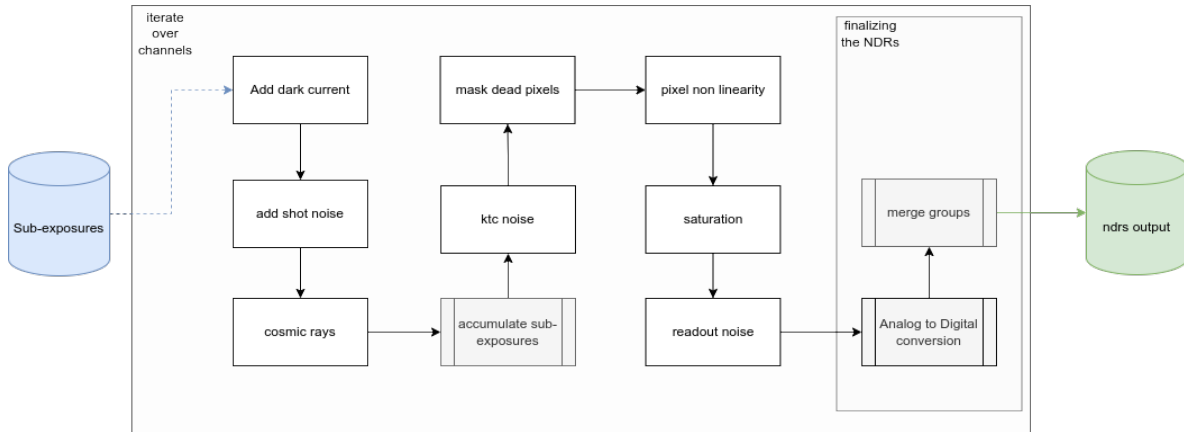 iterate
over
channels
finalizing
the NDRs
Add dark current
mask dead pixels
pixel non linearity
Sub-exposures
add shot noise
ktc noise
saturation
merge groups
ndrs output
cosmic rays
accumulate sub-
exposures
readout noise
Analog to Digital
conversion